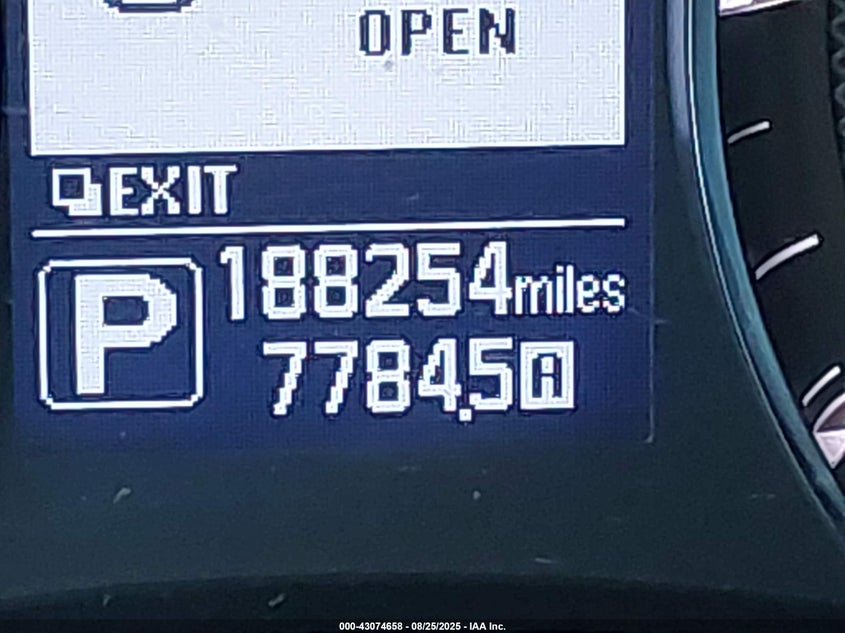 OPEN
EXIT
P
188254miles
7784.5A
000-43074658 - 08/25/2025 - IAA Inc.